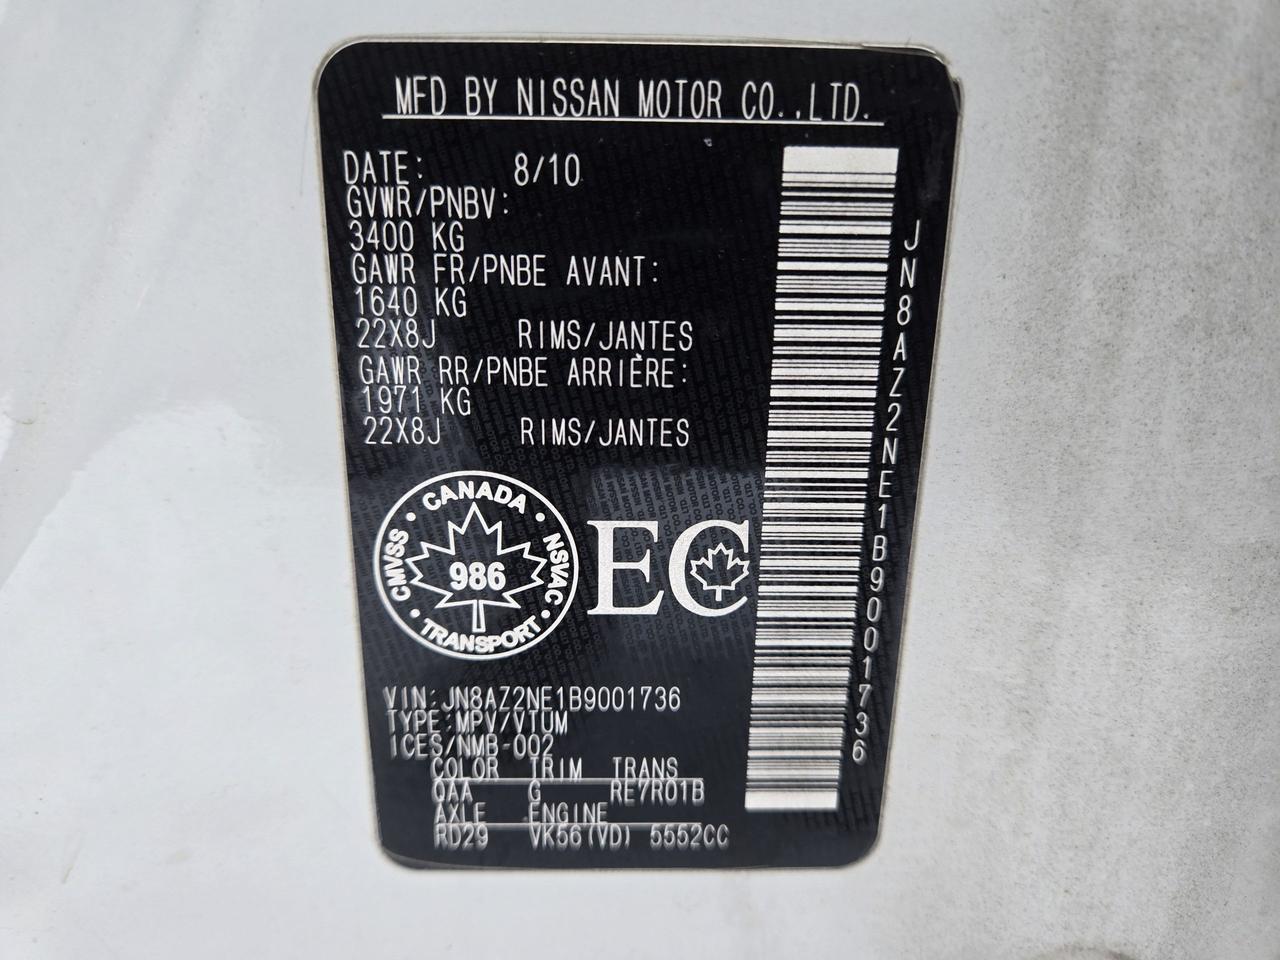 MFD BY NISSAN MOTOR CO.,LTD.
DATE: 8/10
GVWR/PNBV:
3400 KG
GAWR FR/PNBE AVANT:
1640 KG
22X8J RIMS/JANTES
GAWR RR/PNBE ARRIÈRE:
1971 KG
22X8J RIMS/JANTES
CANADA
CMVSS
986
NSVAC
TRANSPORT
EC
VIN:JN8AZ2NE1B9001736
TYPE:MPV/VTUM
ICES/NMB-002
COLOR TRIM TRANS
QAA G RE7R01B
AXLE ENGINE
RD29 VK56(VD) 5552CC
JN8AZ2NE1B9001736